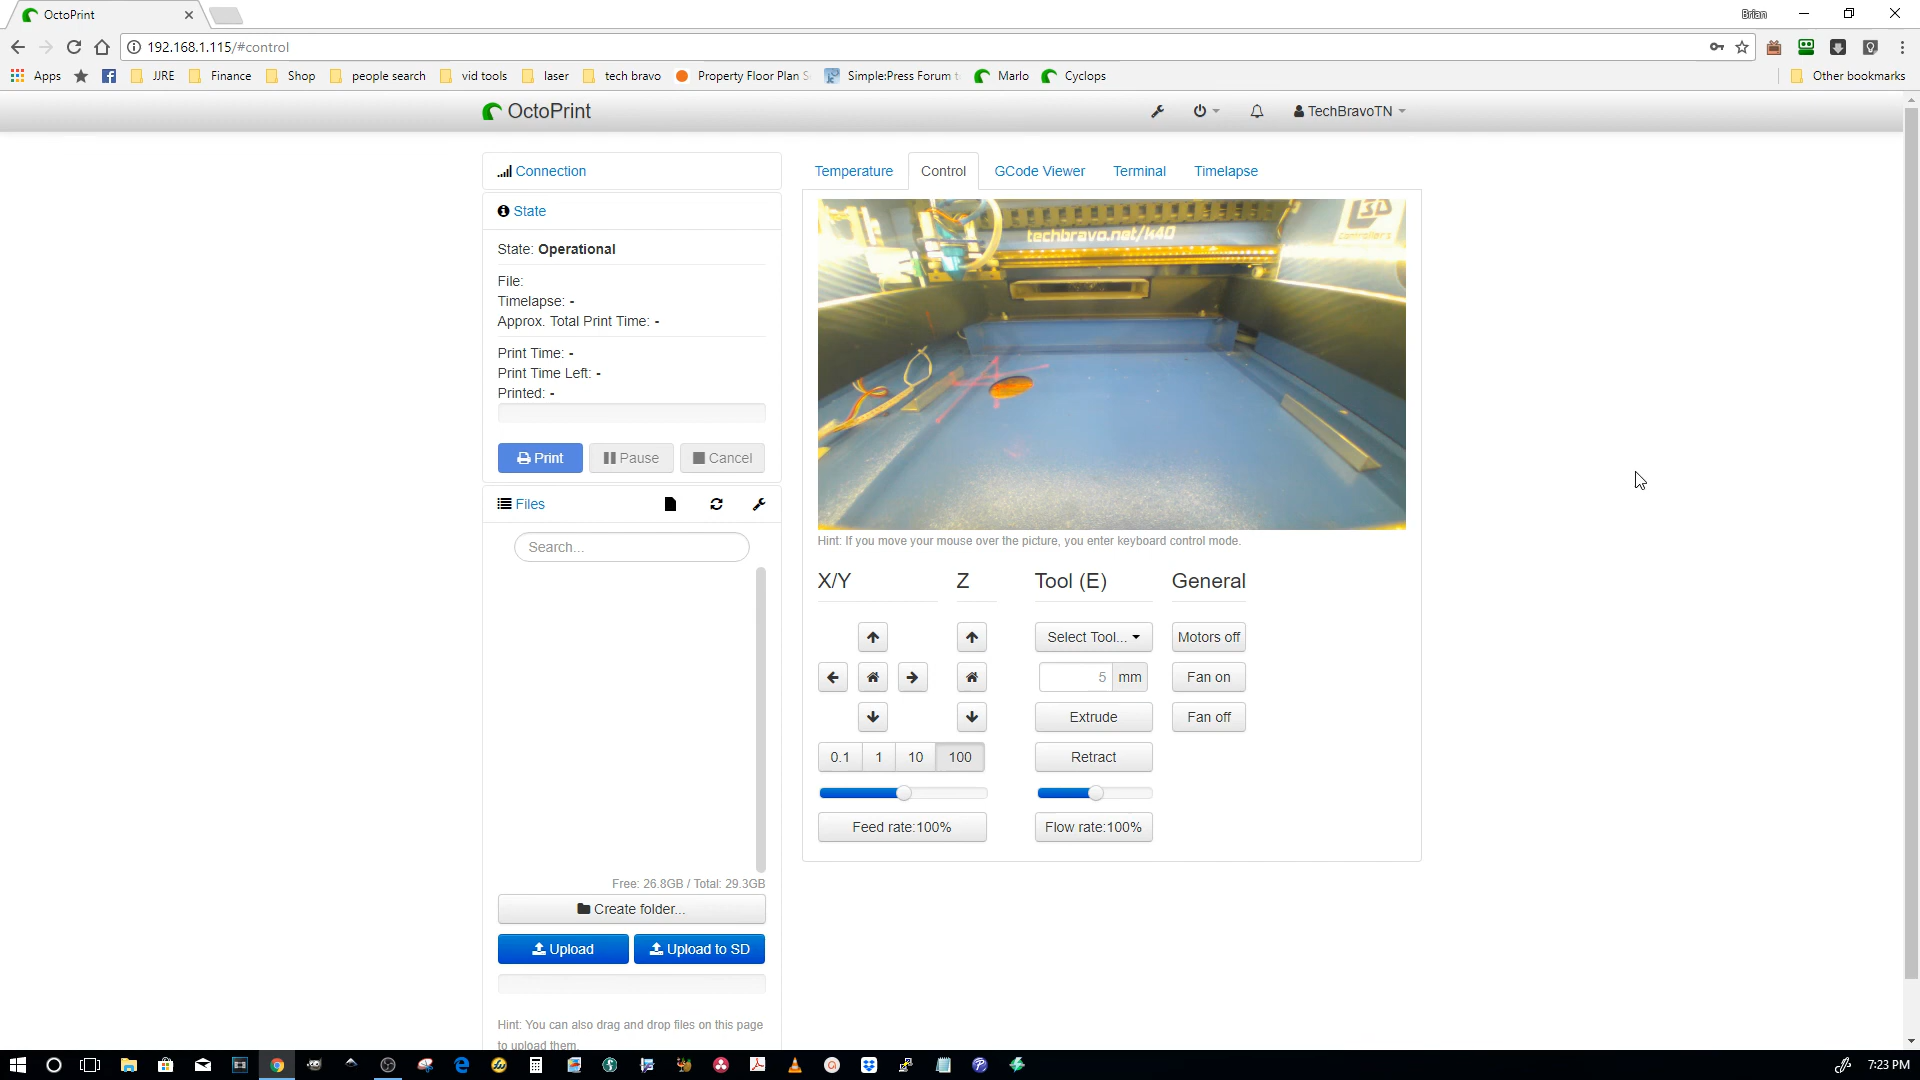 OctoPrint
Brian
192.168.1.115/#control
Apps
JJRE
Finance
Shop
people search
vid tools
laser
tech bravo
Property Floor Plan S
Simple:Press Forum
Marlo
Cyclops
Other bookmarks
OctoPrint
TechBravoTN
Connection
State
State: Operational
File:
Timelapse: -
Approx. Total Print Time: -
Print Time: -
Print Time Left: -
Printed: -
Print
Pause
Cancel
Files
Search...
Free: 26.8GB / Total: 29.3GB
Create folder...
Upload
Upload to SD
Hint: You can also drag and drop files on this page
to upload them.
Temperature
Control
GCode Viewer
Terminal
Timelapse
techbravo.net/k40
Hint: If you move your mouse over the picture, you enter keyboard control mode.
X/Y
Z
Tool (E)
General
Select Tool...
Motors off
5 mm
Fan on
Extrude
Fan off
0.1 1 10 100
Retract
Feed rate:100%
Flow rate:100%
7:23 PM